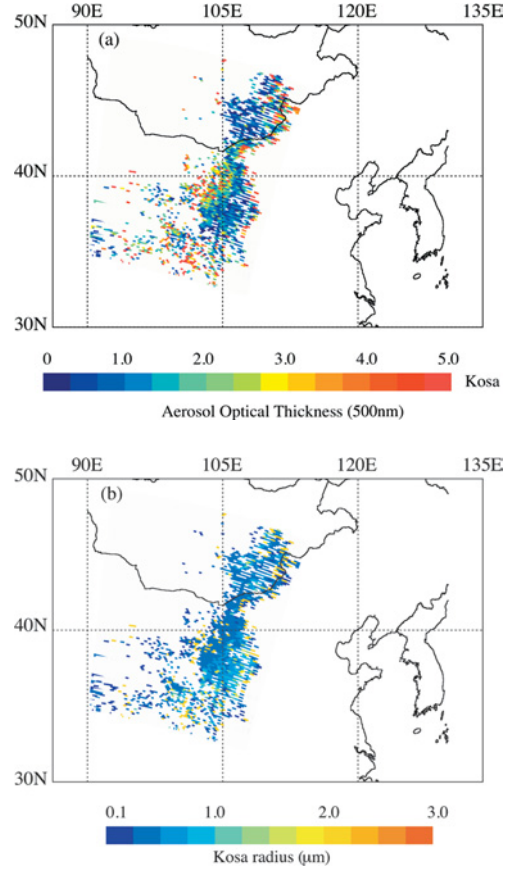 90E 105E 120E 135E
50N
(a)
40N
30N
0 1.0 2.0 3.0 4.0 5.0
Kosa
Aerosol Optical Thickness (500nm)
90E 105E 120E 135E
50N
(b)
40N
30N
0.1 1.0 2.0 3.0
Kosa radius (μm)